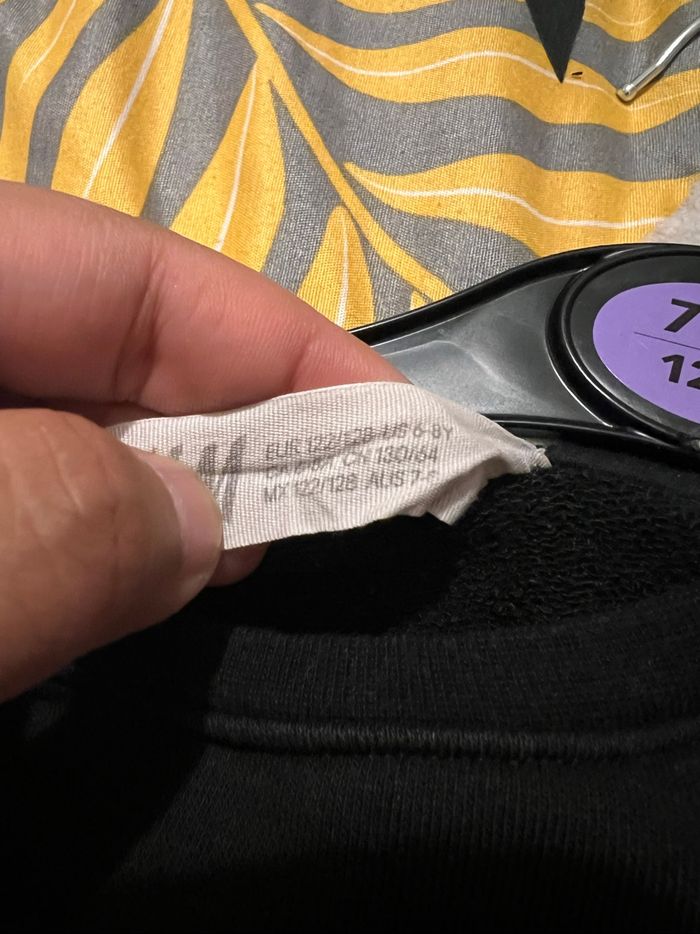 EUR 122/128 US 6-8Y
CN 130/64
MX 122/128 AUS 7-8
7
12